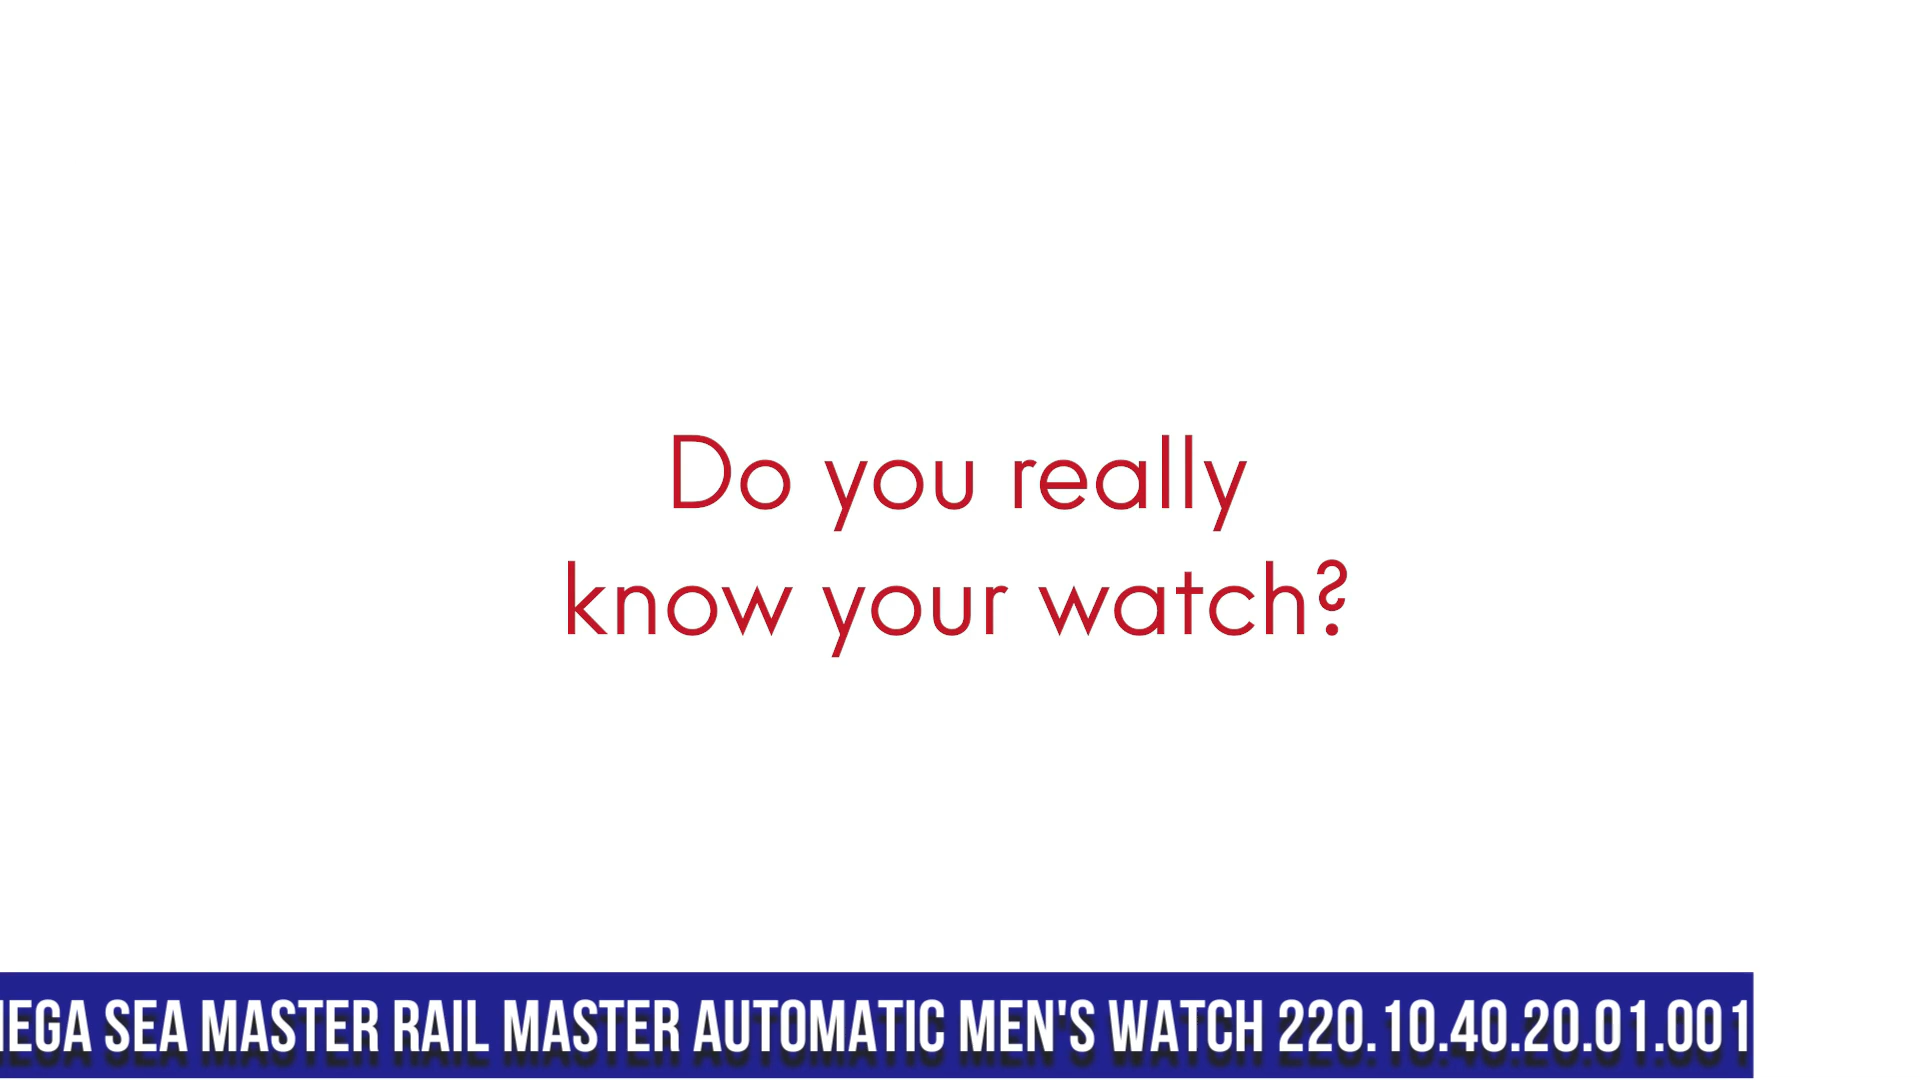 Do you really
know your watch?
SEA MASTER RAIL MASTER AUTOMATIC MEN'S WATCH 220.10.40.20.01.001